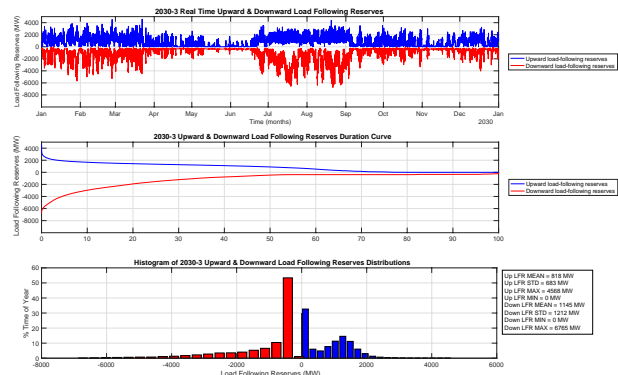 2030-3 Real Time Upward & Downward Load Following Reserves
Load Following Reserves (MW)
4000
2000
0
-2000
-4000
-6000
-8000
Jan Feb Mar Apr May Jun Jul Aug Sep Oct Nov Dec Jan
Time (months)
2030
Upward load-following reserves
Downward load-following reserves
2030-3 Upward & Downward Load Following Reserves Duration Curve
Load Following Reserves (MW)
4000
2000
0
-2000
-4000
-6000
-8000
0 10 20 30 40 50 60 70 80 90 100
Upward load-following reserves
Downward load-following reserves
Histogram of 2030-3 Upward & Downward Load Following Reserves Distributions
% Time of Year
60
50
40
30
20
10
0
-8000 -6000 -4000 -2000 0 2000 4000 6000
Load Following Reserves (MW)
Up LFR MEAN = 818 MW
Up LFR STD = 683 MW
Up LFR MAX = 4568 MW
Up LFR MIN = 0 MW
Down LFR MEAN = 1145 MW
Down LFR STD = 1212 MW
Down LFR MIN = 0 MW
Down LFR MAX = 6765 MW